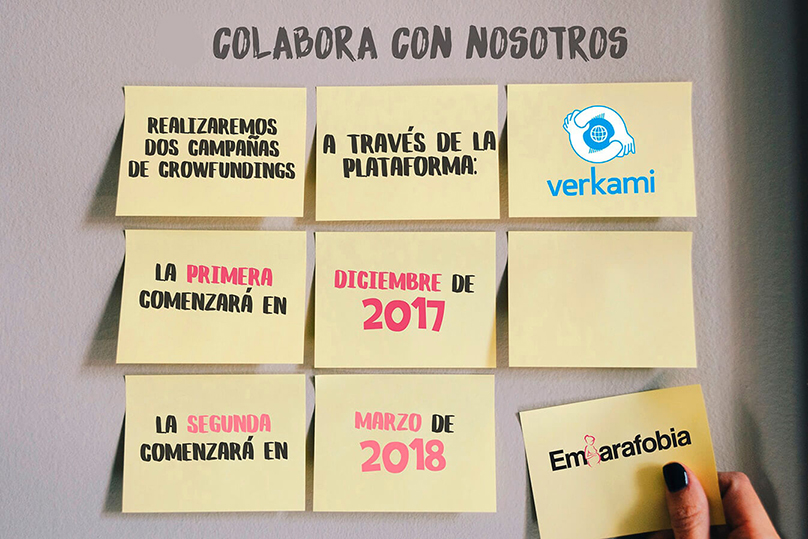 COLABORA CON NOSOTROS
REALIZAREMOS
DOS CAMPAÑAS
DE CROWFUNDINGS
A TRAVÉS DE LA
PLATAFORMA:
verkami
LA PRIMERA
COMENZARÁ EN
DICIEMBRE DE
2017
LA SEGUNDA
COMENZARÁ EN
MARZO DE
2018
Embarafobia